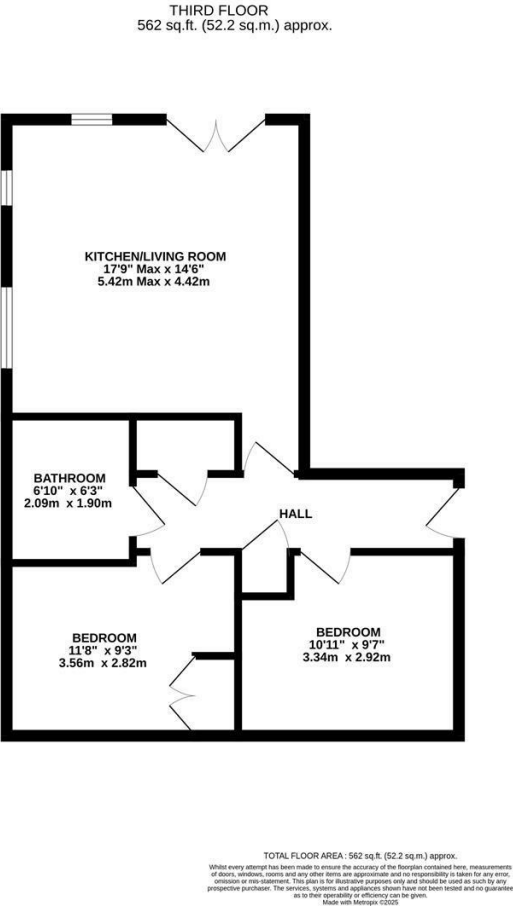 THIRD FLOOR
562 sq.ft. (52.2 sq.m.) approx.
KITCHEN/LIVING ROOM
17'9" Max x 14'6"
5.42m Max x 4.42m
BATHROOM
6'10" x 6'3"
2.09m x 1.90m
HALL
BEDROOM
11'8" x 9'3"
3.56m x 2.82m
BEDROOM
10'11" x 9'7"
3.34m x 2.92m
TOTAL FLOOR AREA : 562 sq.ft. (52.2 sq.m.) approx.
Whilst every attempt has been made to ensure the accuracy of the floorplan contained here, measurements
of doors, windows, rooms and any other items are approximate and no responsibility is taken for any error,
omission or mis-statement. This plan is for illustrative purposes only and should be used as such by any
prospective purchaser. The services, systems and appliances shown have not been tested and no guarantee
as to their operability or efficiency can be given.
Made with Metropix ©2025